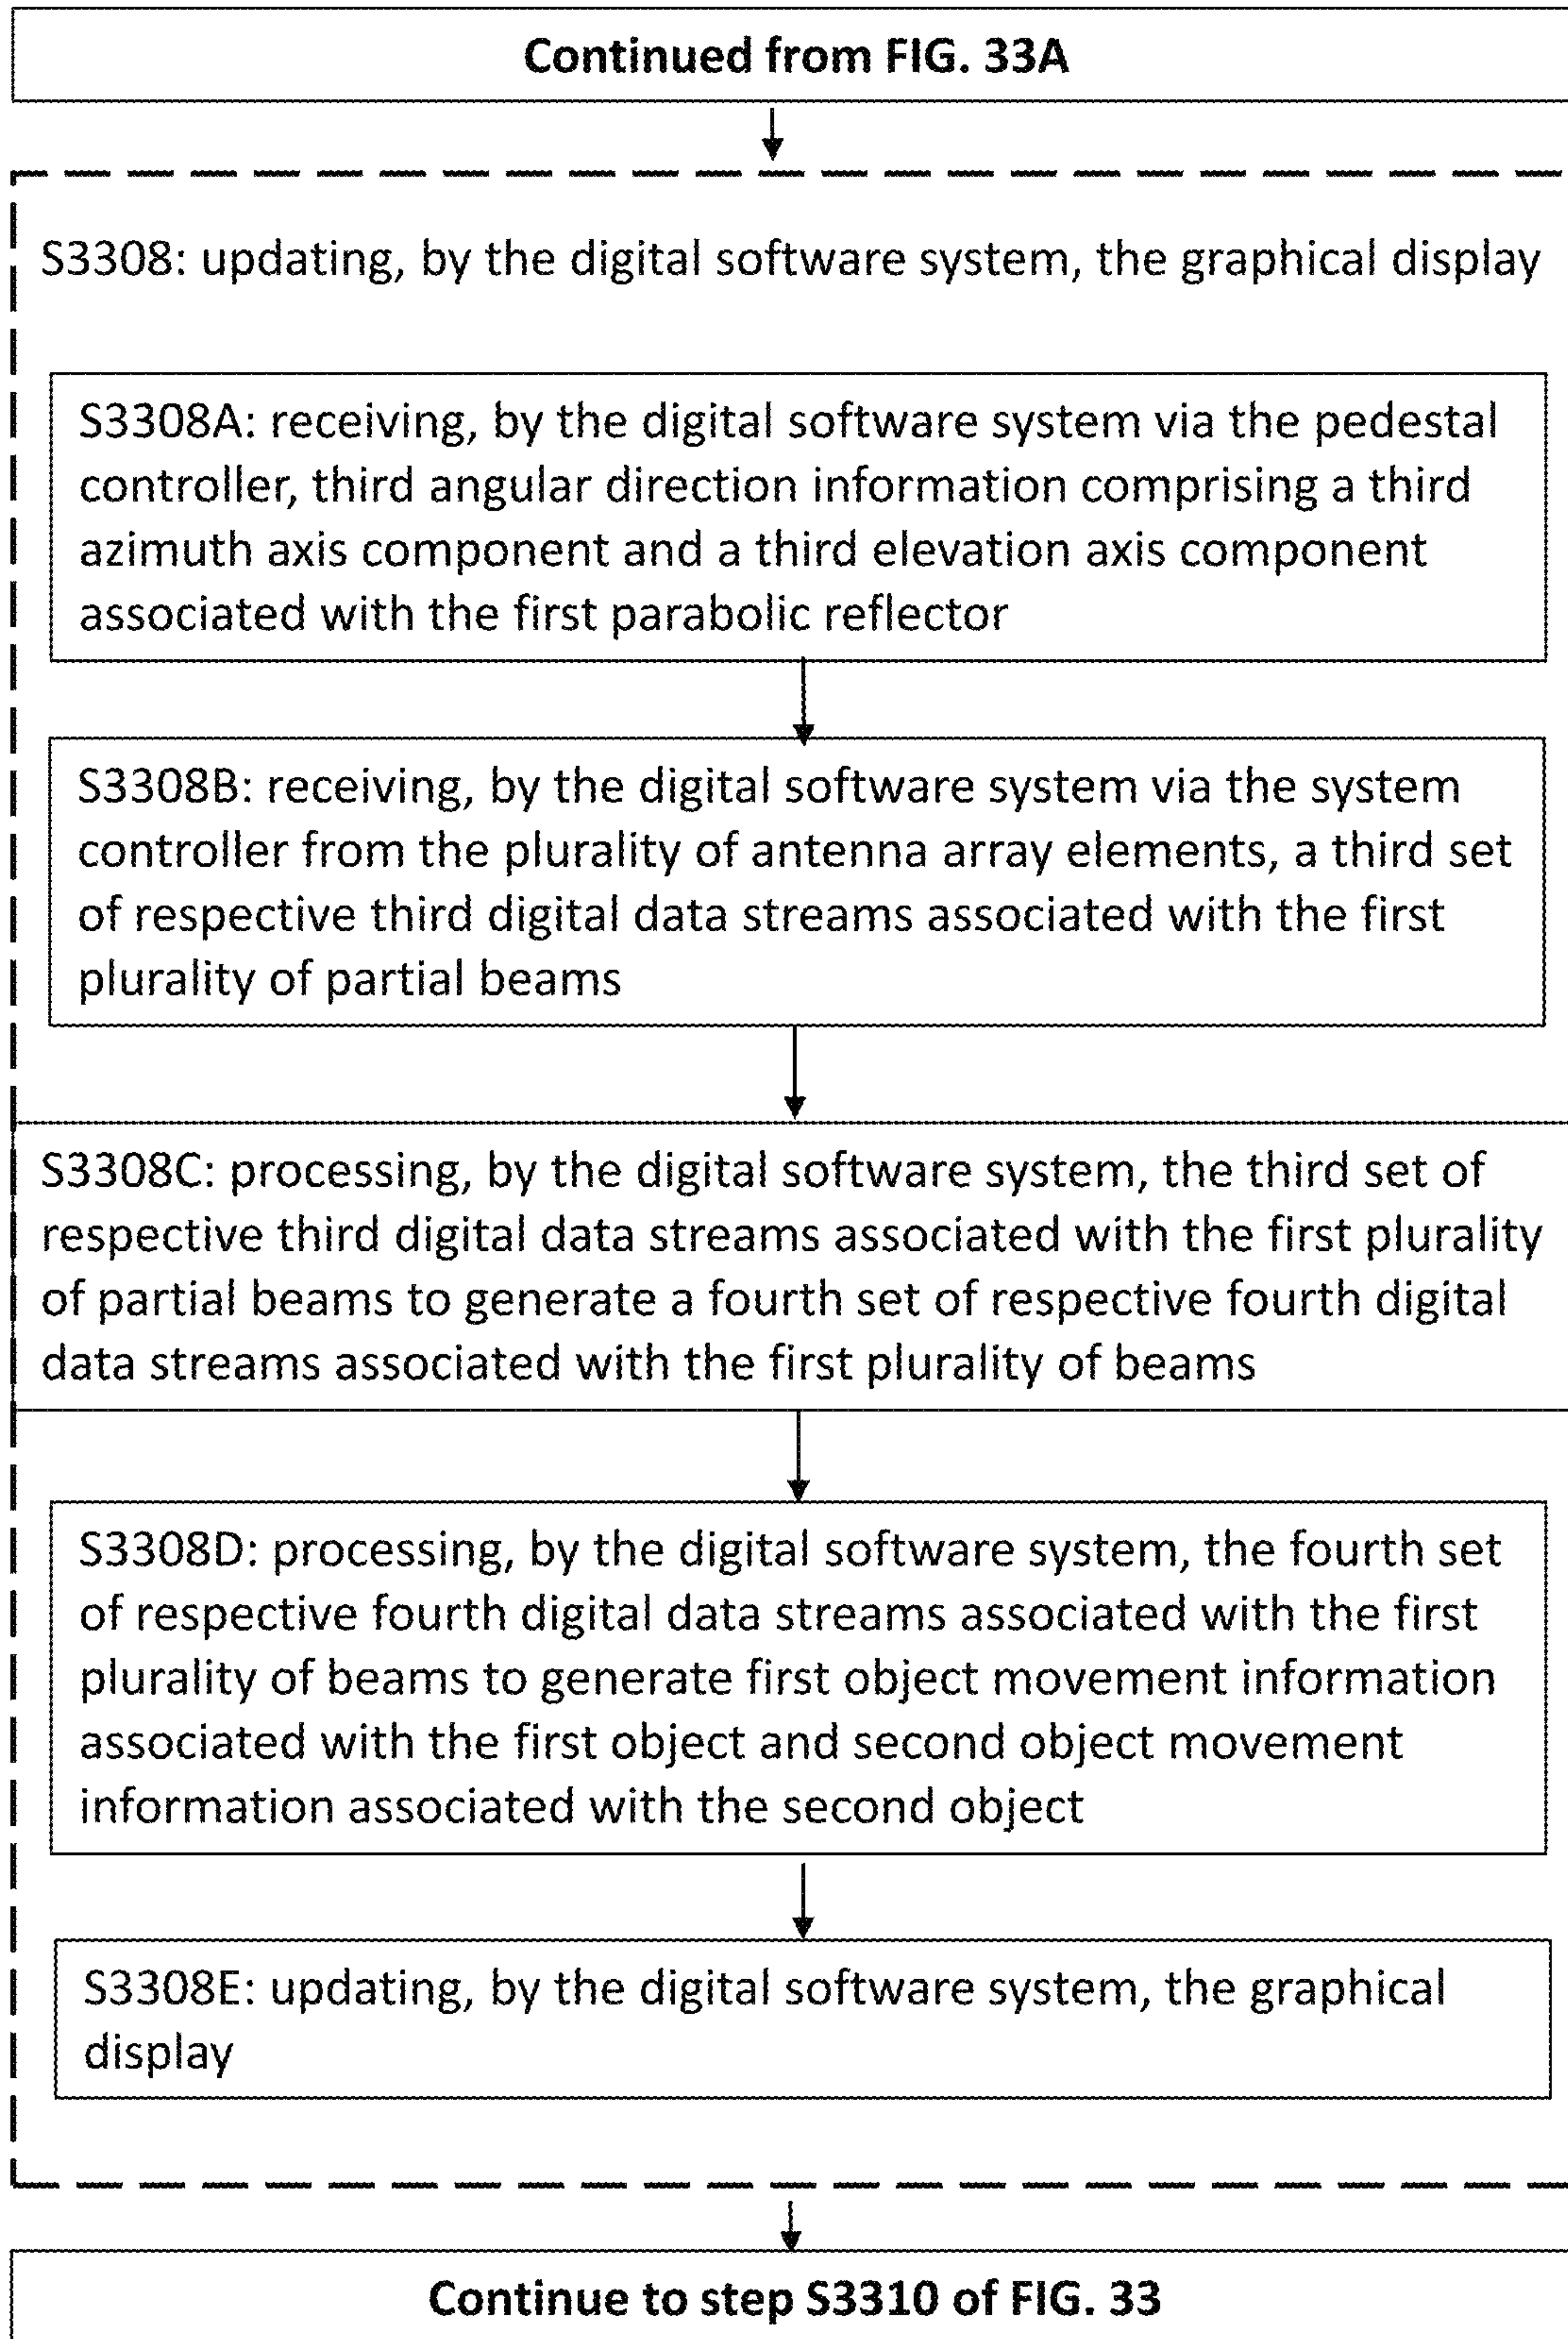 Continued from FIG. 33A
S3308: updating, by the digital software system, the graphical display
S3308A: receiving, by the digital software system via the pedestal
controller, third angular direction information comprising a third
azimuth axis component and a third elevation axis component
associated with the first parabolic reflector
S3308B: receiving, by the digital software system via the system
controller from the plurality of antenna array elements, a third set
of respective third digital data streams associated with the first
plurality of partial beams
S3308C: processing, by the digital software system, the third set of
respective third digital data streams associated with the first plurality
of partial beams to generate a fourth set of respective fourth digital
data streams associated with the first plurality of beams
S3308D: processing, by the digital software system, the fourth set
of respective fourth digital data streams associated with the first
plurality of beams to generate first object movement information
associated with the first object and second object movement
information associated with the second object
S3308E: updating, by the digital software system, the graphical
display
Continue to step S3310 of FIG. 33